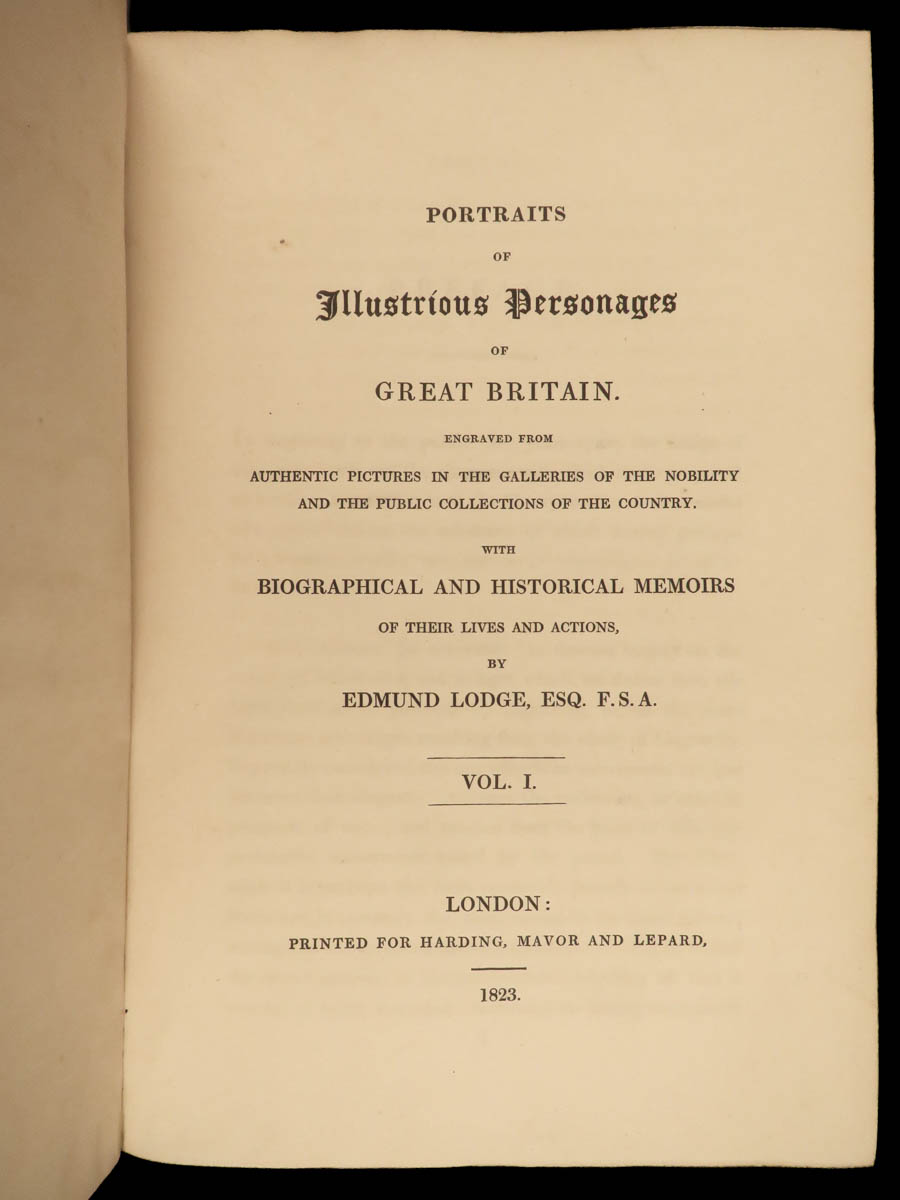 PORTRAITS
OF
Illustrious Personages
OF
GREAT BRITAIN.
ENGRAVED FROM
AUTHENTIC PICTURES IN THE GALLERIES OF THE NOBILITY
AND THE PUBLIC COLLECTIONS OF THE COUNTRY.
WITH
BIOGRAPHICAL AND HISTORICAL MEMOIRS
OF THEIR LIVES AND ACTIONS,
BY
EDMUND LODGE, ESQ. F.S.A.
VOL. I.
LONDON:
PRINTED FOR HARDING, MAVOR AND LEPARD,
1823.